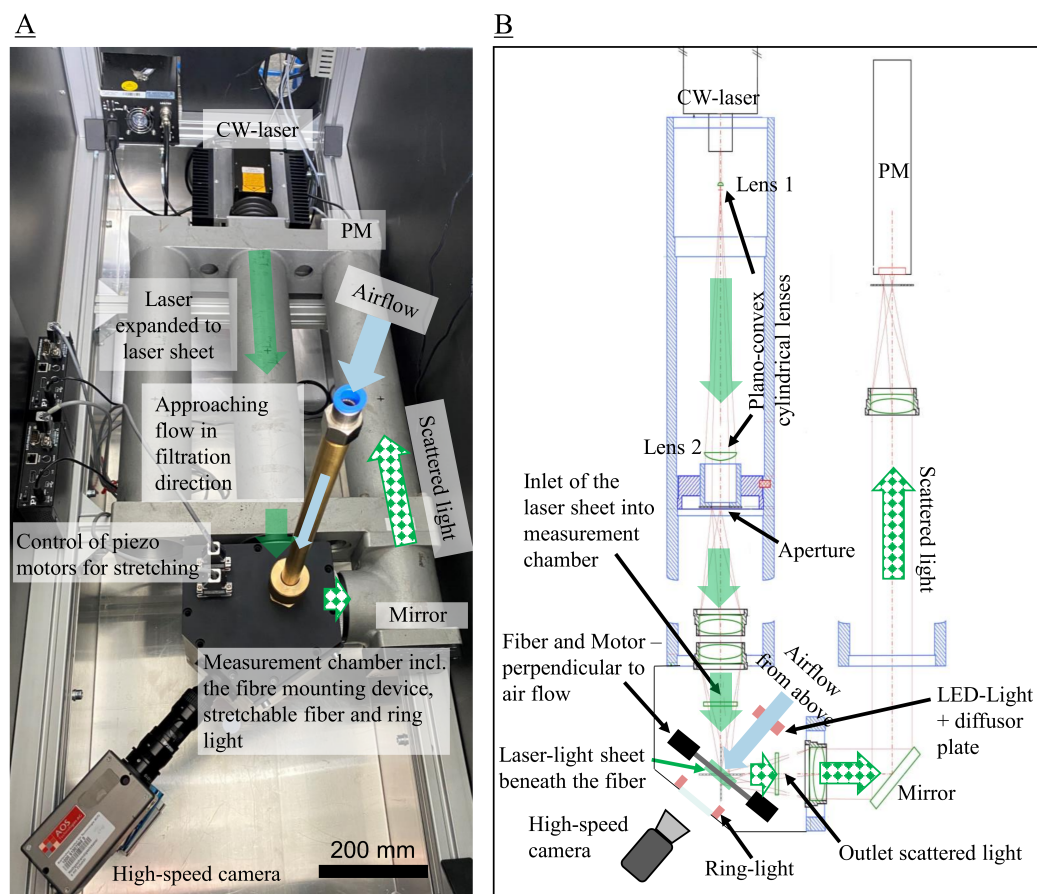 A
CW-laser
PM
Laser
expanded to
laser sheet
Airflow
Approaching
flow in
filtration
direction
Scattered
light
Control of piezo
motors for stretching
Mirror
Measurement chamber incl.
the fibre mounting device,
stretchable fiber and ring
light
AOS
High-speed camera
200 mm
B
CW-laser
PM
Lens 1
Plano-convex
cylindrical lenses
Lens 2
Inlet of the
laser sheet into
measurement
chamber
Aperture
Scattered light
Fiber and Motor –
perpendicular to
air flow
Airflow
from above
LED-Light
+ diffusor
plate
Laser-light sheet
beneath the fiber
Mirror
High-speed
camera
Outlet scattered light
Ring-light